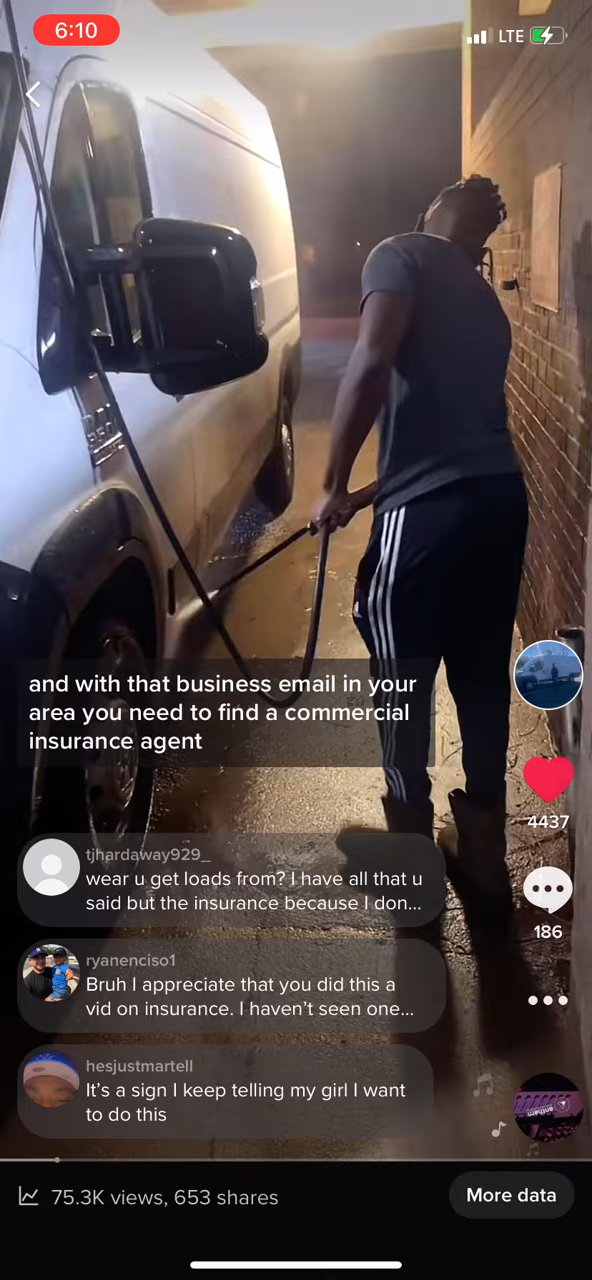 6:10
LTE
and with that business email in your
area you need to find a commercial
insurance agent
4437
tjhardaway929_
wear u get loads from? I have all that u
said but the insurance because I don...
186
ryanenciso1
Bruh I appreciate that you did this a
vid on insurance. I haven't seen one...
hesjustmartell
It's a sign I keep telling my girl I want
to do this
anthem
75.3K views, 653 shares
More data